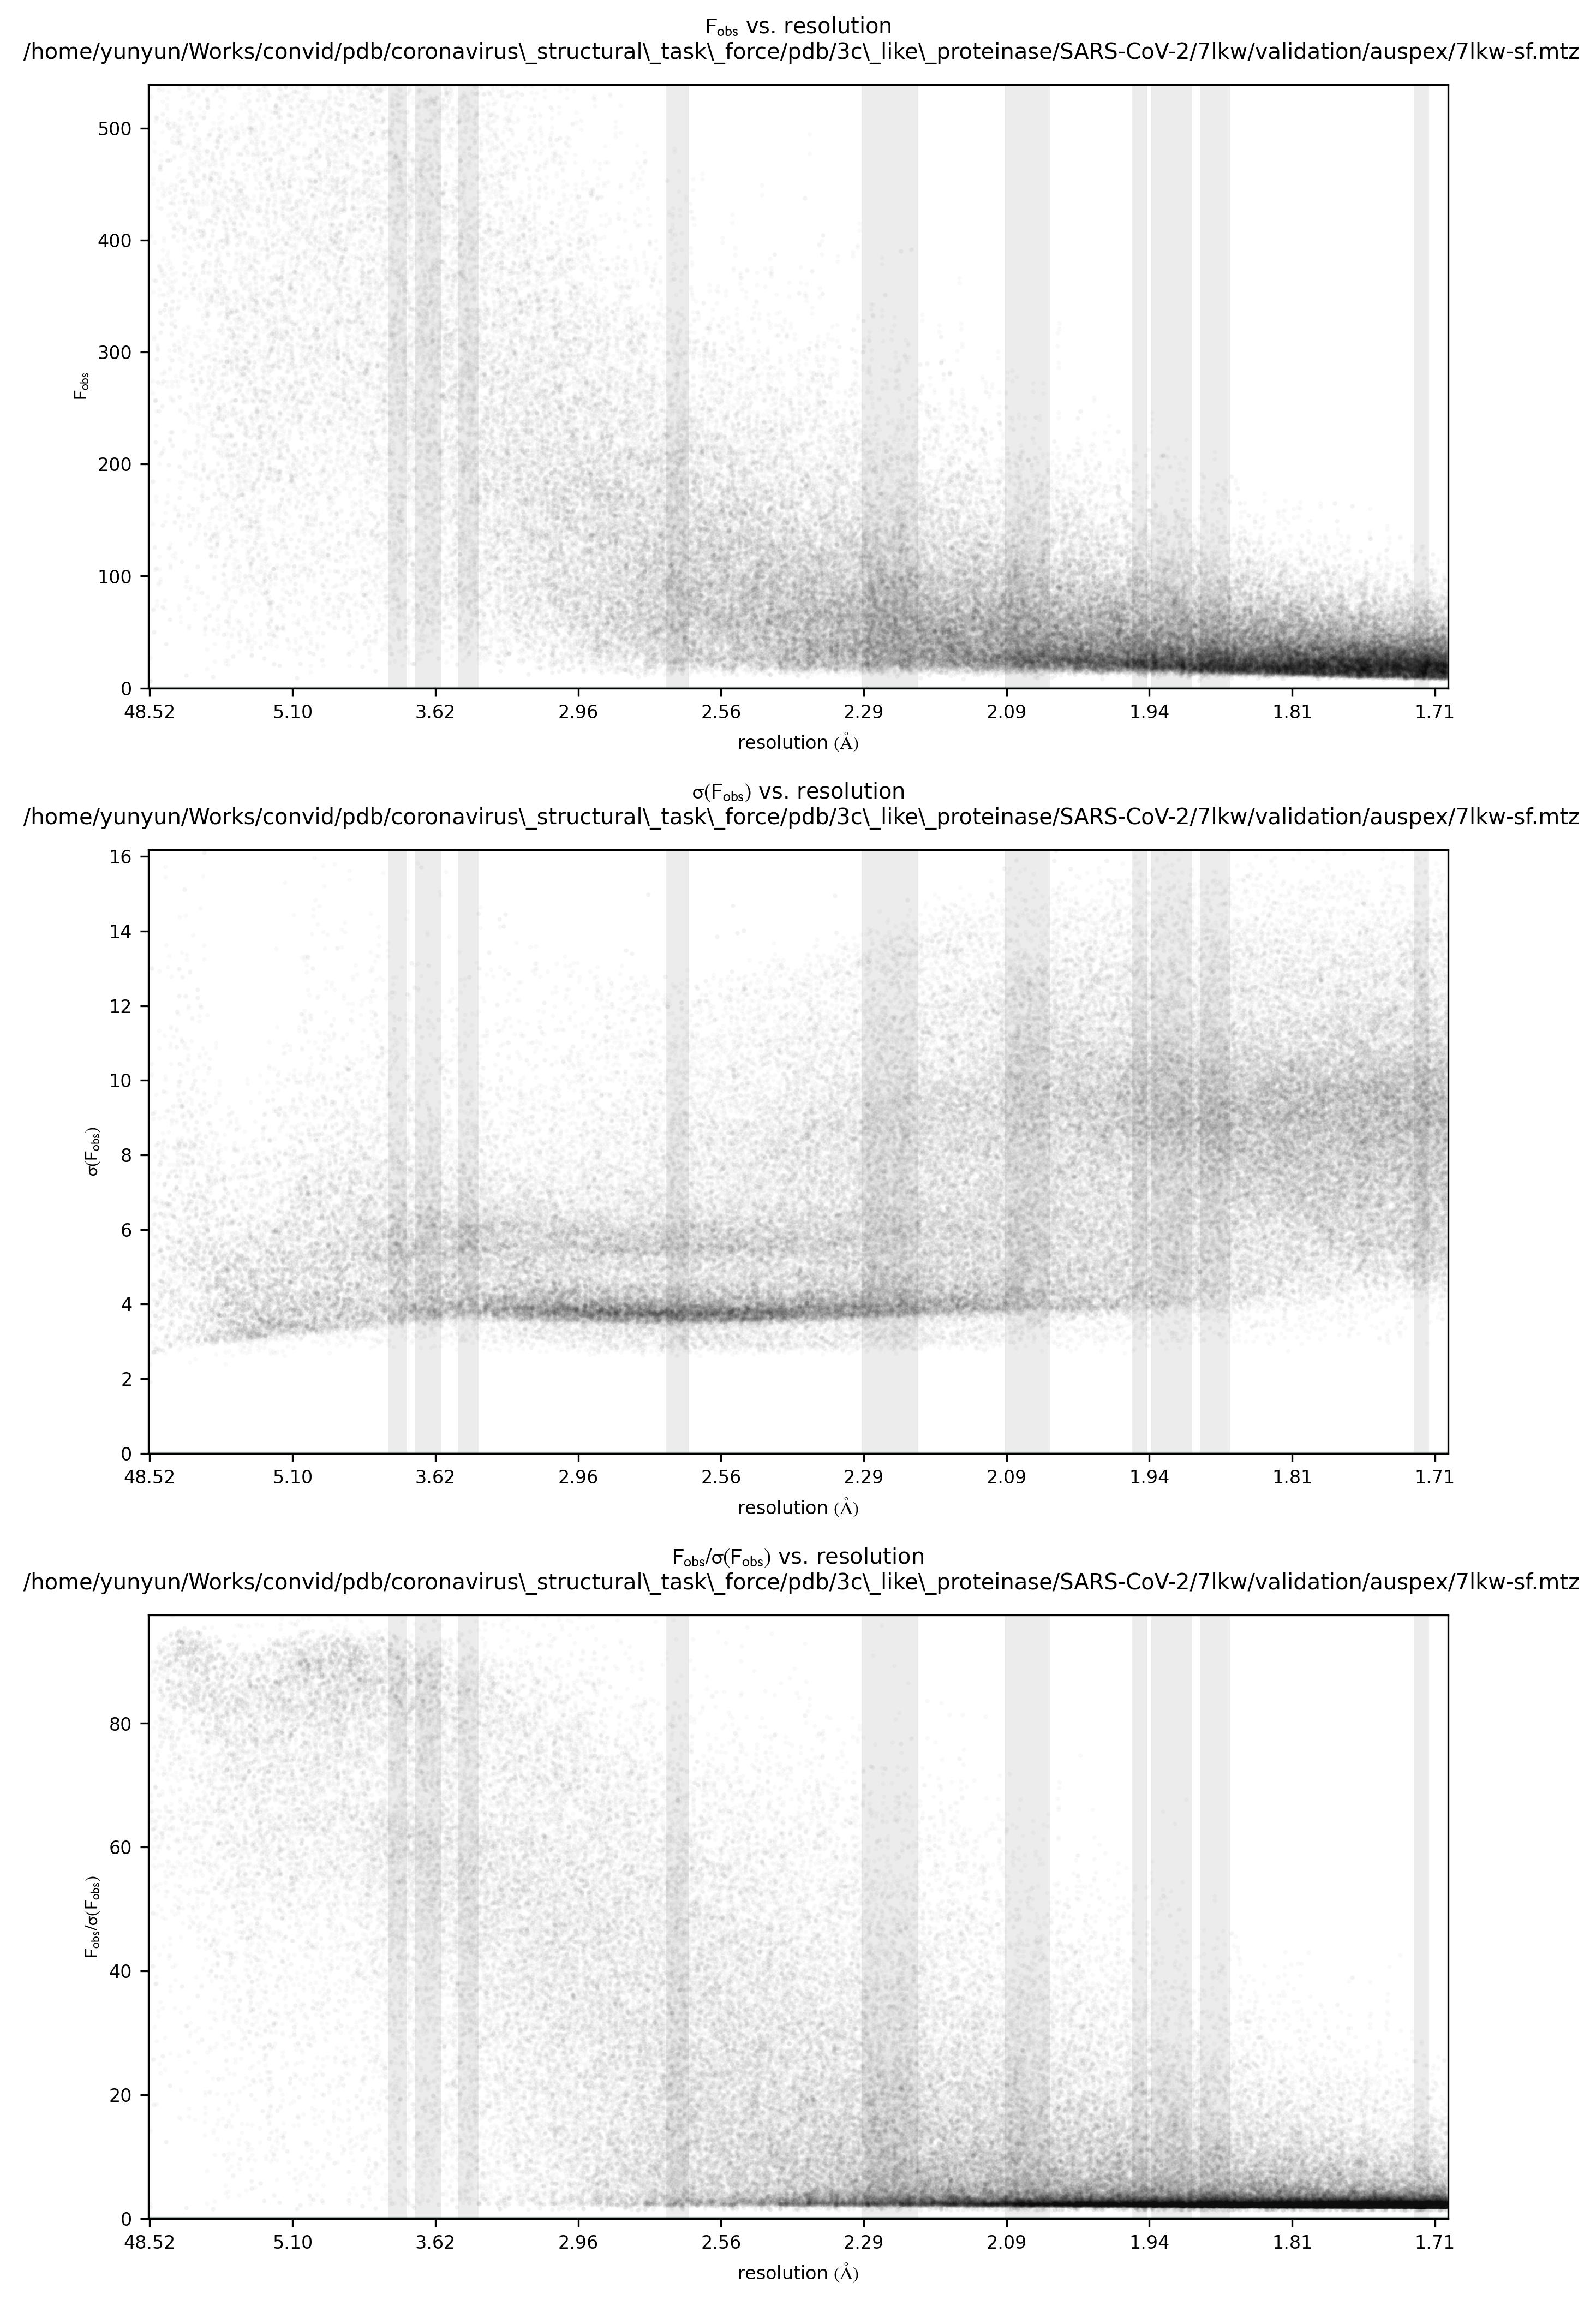 Fobs vs. resolution
/home/yunyun/Works/convid/pdb/coronavirus\_structural\_task\_force/pdb/3c\_like\_proteinase/SARS-CoV-2/7lkw/validation/auspex/7lkw-sf.mtz
500
400
300
200
100
0
Fobs
48.52 5.10 3.62 2.96 2.56 2.29 2.09 1.94 1.81 1.71
resolution (Å)
σ(Fobs) vs. resolution
/home/yunyun/Works/convid/pdb/coronavirus\_structural\_task\_force/pdb/3c\_like\_proteinase/SARS-CoV-2/7lkw/validation/auspex/7lkw-sf.mtz
16
14
12
10
8
6
4
2
0
σ(Fobs)
48.52 5.10 3.62 2.96 2.56 2.29 2.09 1.94 1.81 1.71
resolution (Å)
Fobs/σ(Fobs) vs. resolution
/home/yunyun/Works/convid/pdb/coronavirus\_structural\_task\_force/pdb/3c\_like\_proteinase/SARS-CoV-2/7lkw/validation/auspex/7lkw-sf.mtz
80
60
40
20
0
Fobs/σ(Fobs)
48.52 5.10 3.62 2.96 2.56 2.29 2.09 1.94 1.81 1.71
resolution (Å)